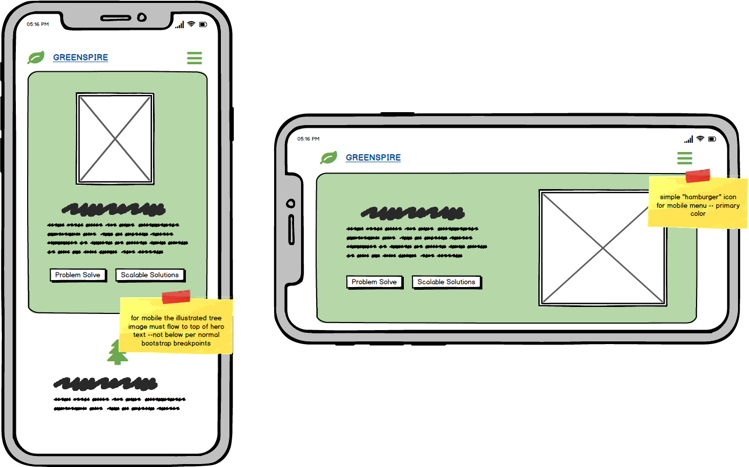 05:16 PM
GREENSPIRE
Problem Solve
Scalable Solutions
for mobile the illustrated tree
image must flow to top of hero
text --not below per normal
bootstrap breakpoints
05:16 PM
GREENSPIRE
simple "hamburger" icon
for mobile menu -- primary
color
Problem Solve
Scalable Solutions